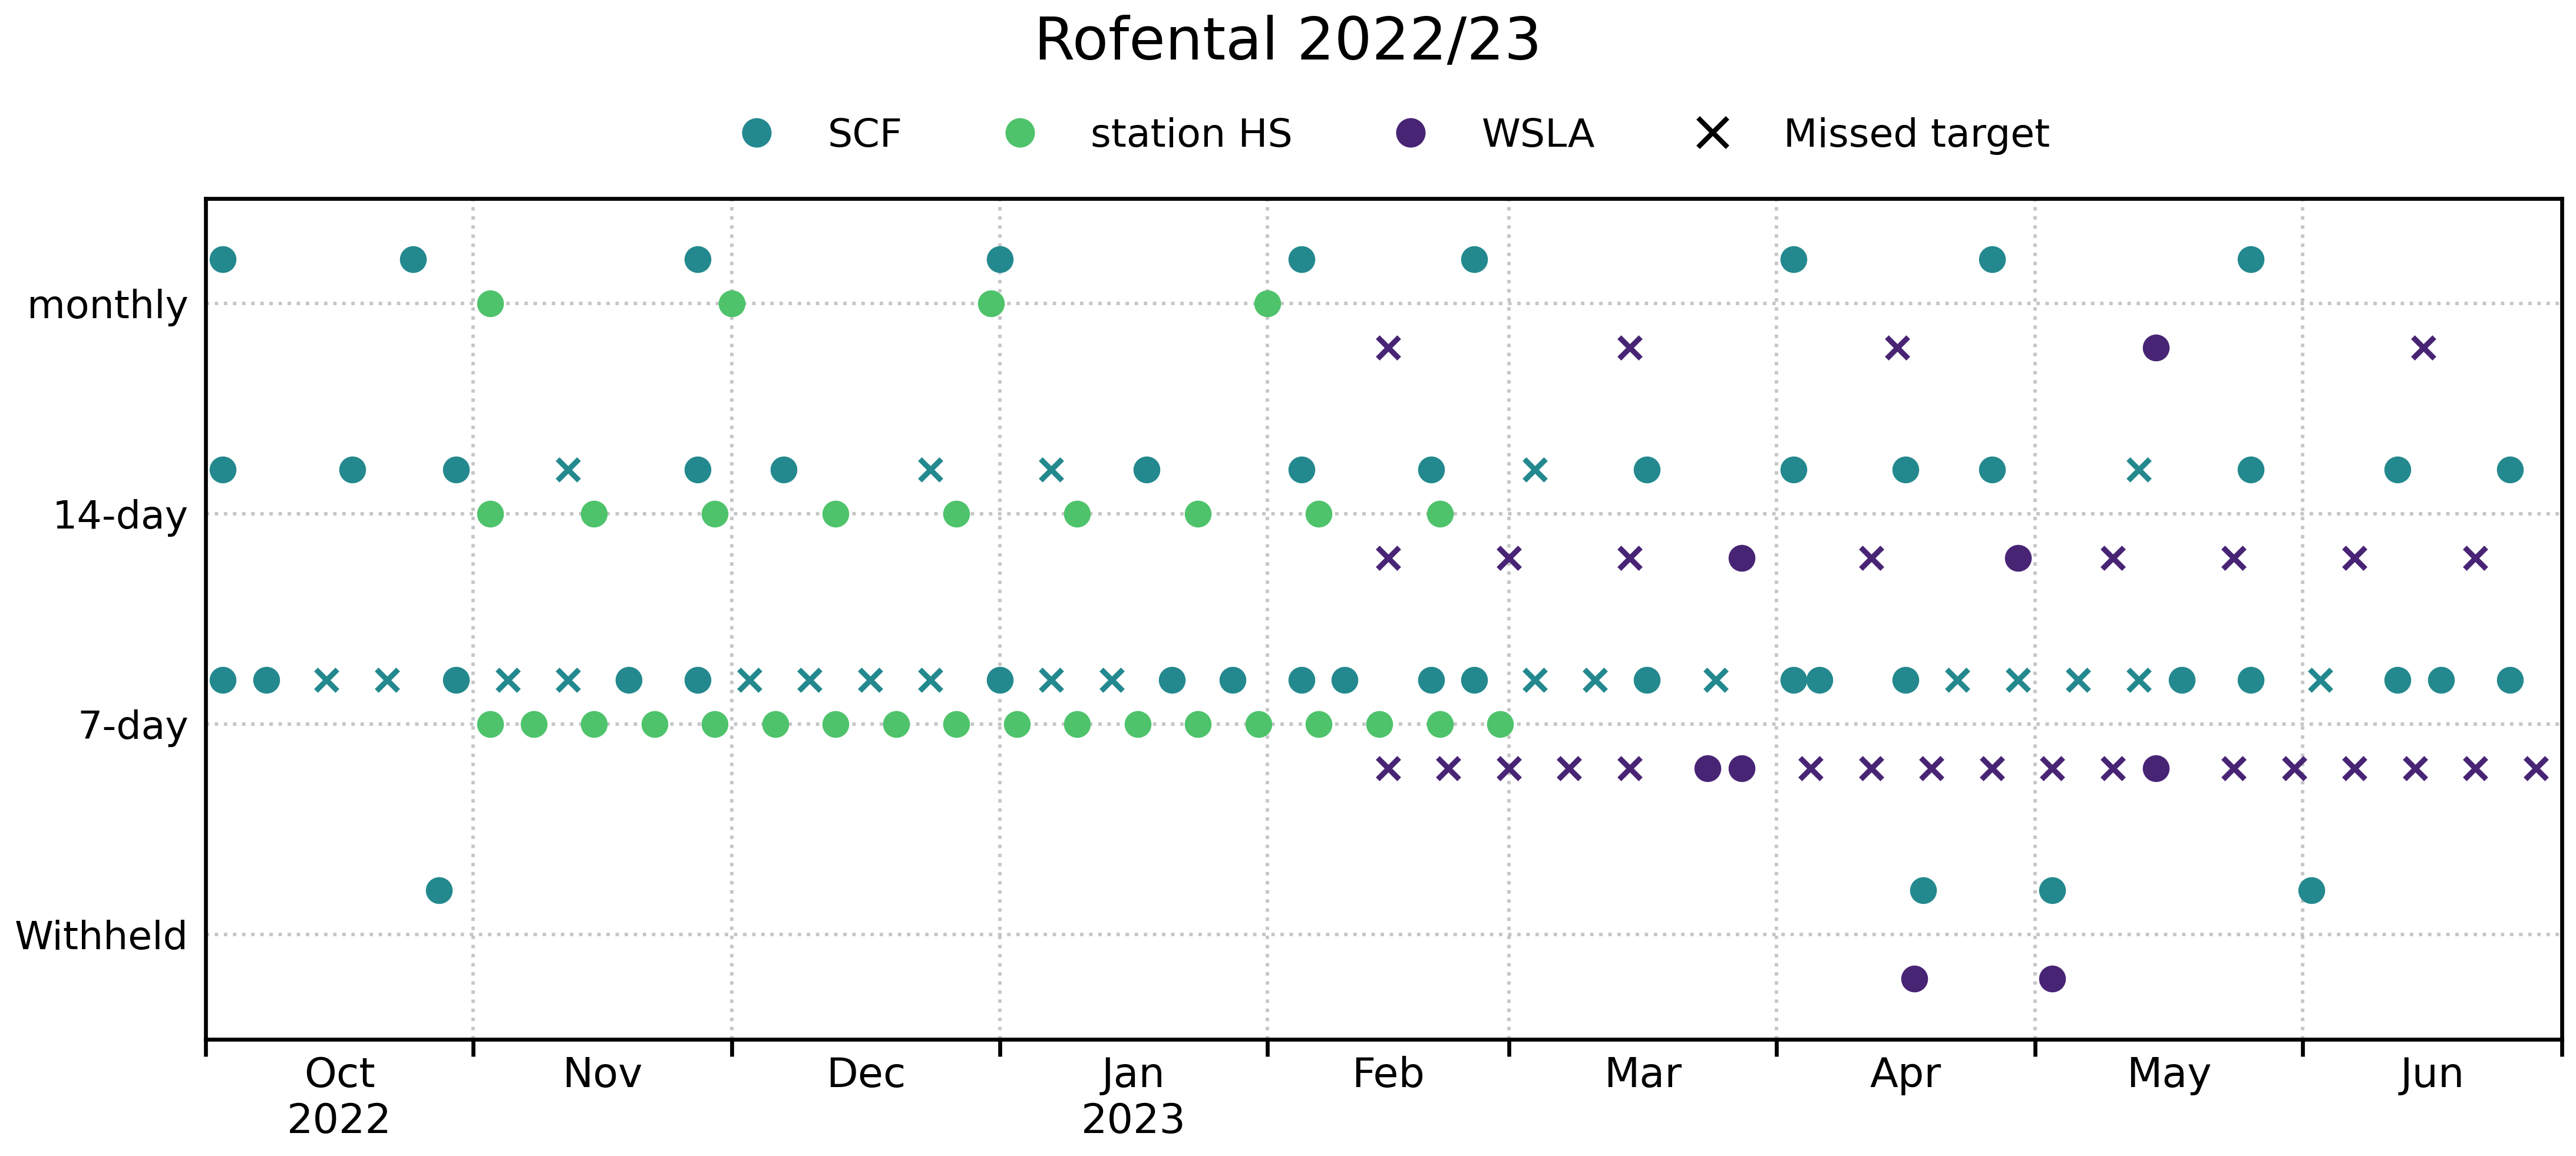 Rofental 2022/23
SCF station HS WSLA Missed target
monthly
14-day
7-day
Withheld
Oct Nov Dec Jan Feb Mar Apr May Jun
2022 2023